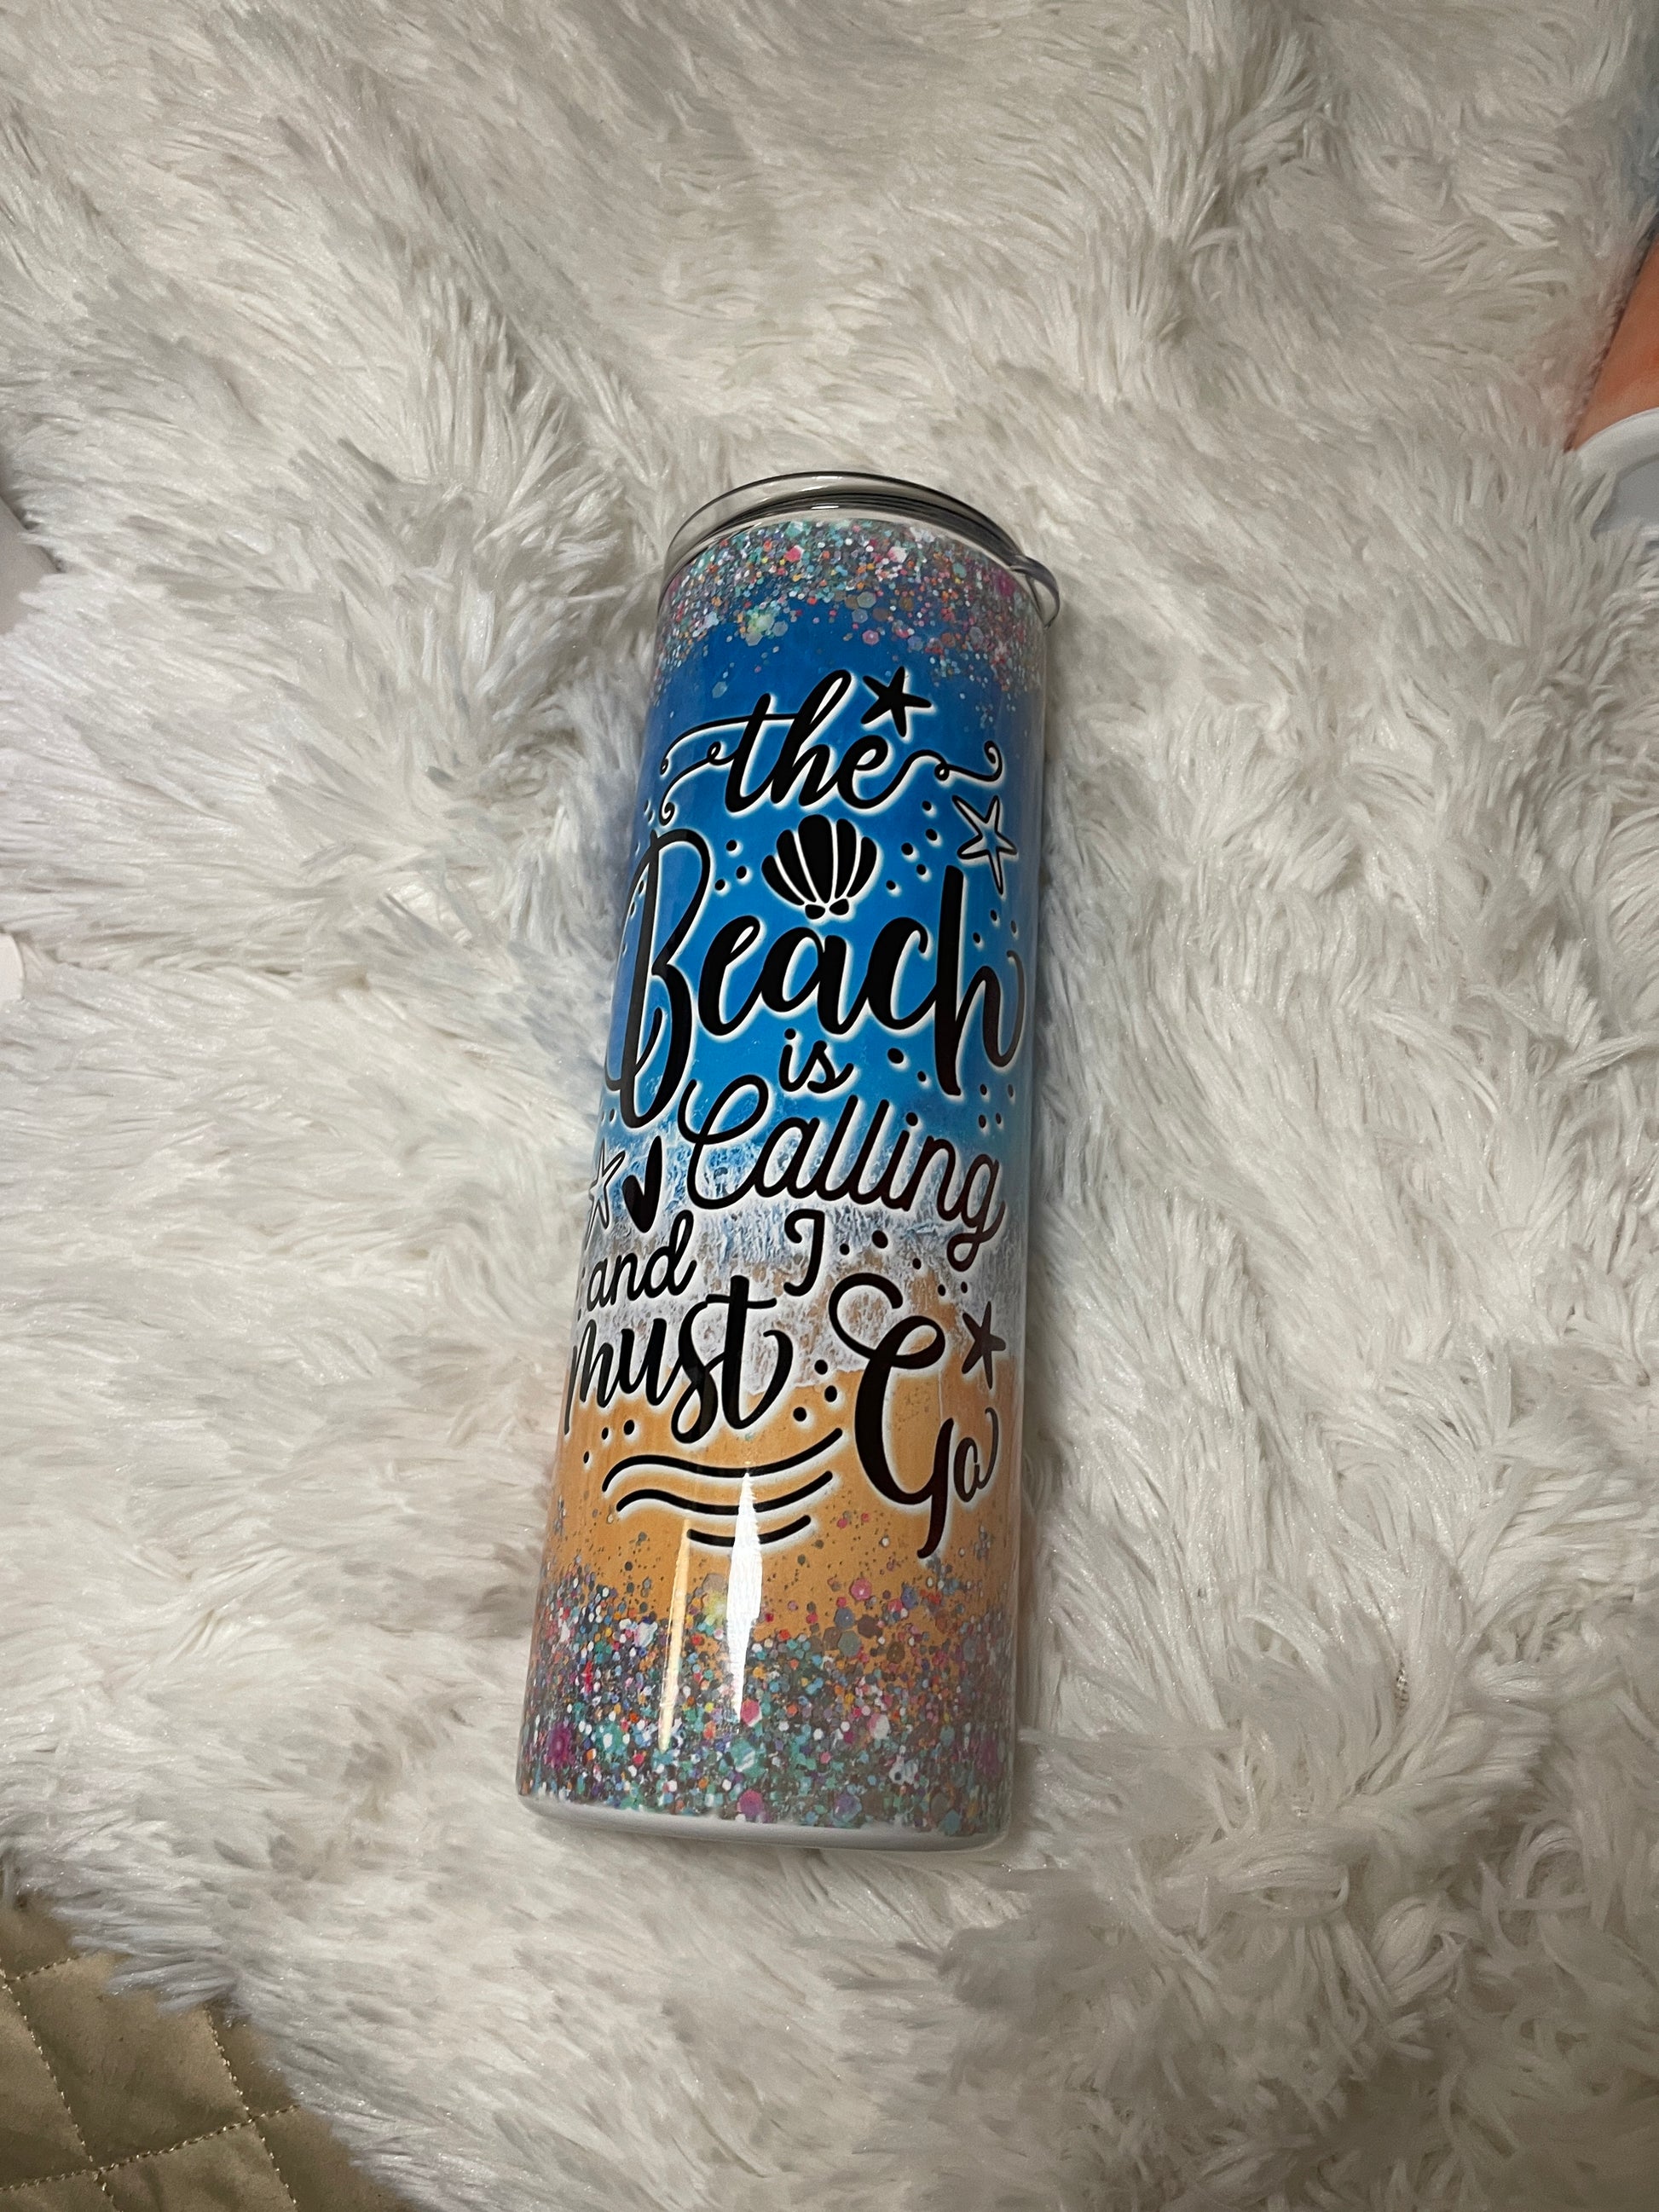 the
Beach
is
Calling
and I
must Go